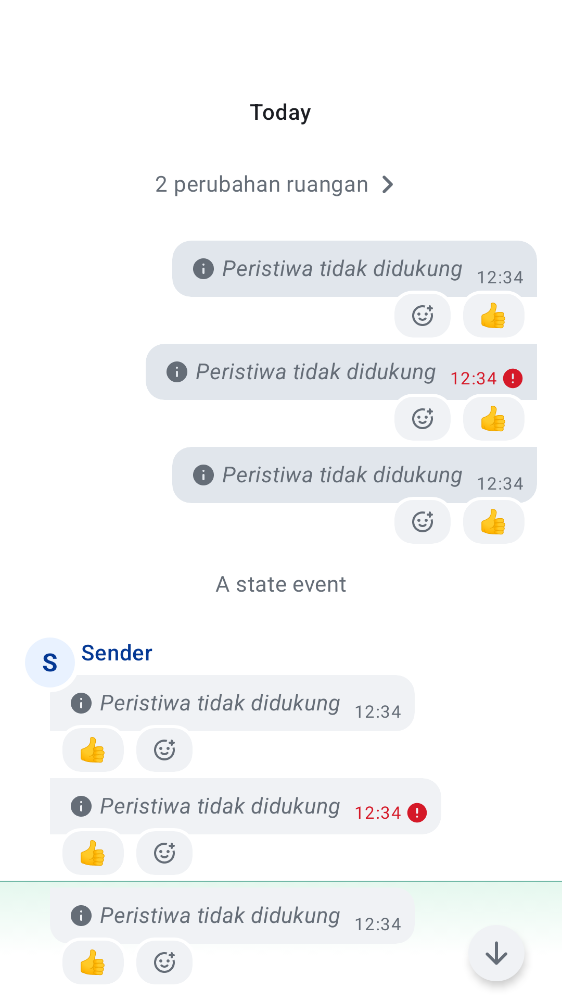 Today
2 perubahan ruangan
Peristiwa tidak didukung 12:34
Peristiwa tidak didukung 12:34
Peristiwa tidak didukung 12:34
A state event
S Sender
Peristiwa tidak didukung 12:34
Peristiwa tidak didukung 12:34
Peristiwa tidak didukung 12:34